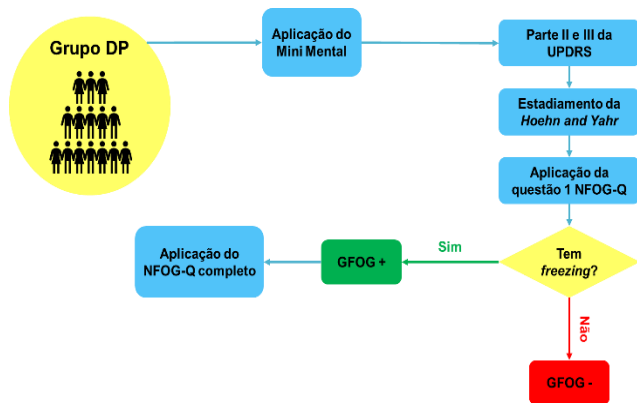 Grupo DP
Aplicação do
Mini Mental
Parte II e III da
UPDRS
Estadiamento da
Hoehn and Yahr
Aplicação da
questão 1 NFOG-Q
Tem
freezing?
Sim
GFOG +
Aplicação do
NFOG-Q completo
Não
GFOG -